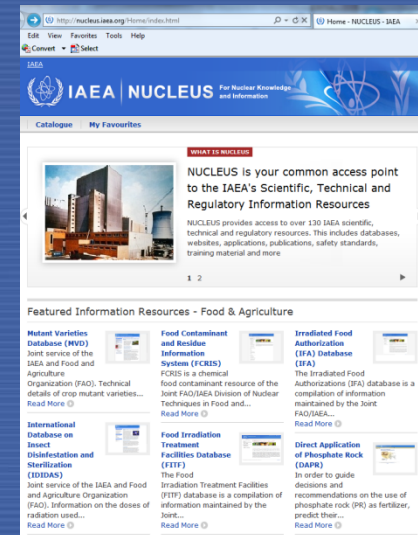 http://nucleus.iaea.org/Home/index.html
Home - NUCLEUS - IAEA
Edit View Favorites Tools Help
Convert Select
IAEA
IAEA NUCLEUS For Nuclear Knowledge
and Information
Catalogue My Favourites
WHAT IS NUCLEUS
NUCLEUS is your common access point
to the IAEA's Scientific, Technical and
Regulatory Information Resources
NUCLEUS provides access to over 130 IAEA scientific,
technical and regulatory resources. This includes databases,
websites, applications, publications, safety standards,
training material and more
1 2
Featured Information Resources - Food & Agriculture
Mutant Varieties
Database (MVD)
Joint service of the
IAEA and Food and
Agriculture
Organization (FAO). Technical
details of crop mutant varieties...
Read More
Food Contaminant
and Residue
Information
System (FCRIS)
FCRIS is a chemical
food contaminant resource of the
Joint FAO/IAEA Division of Nuclear
Techniques in Food and...
Read More
Irradiated Food
Authorization
(IFA) Database
(IFA)
The Irradiated Food
Authorizations (IFA) database is a
compilation of information
maintained by the Joint
FAO/IAEA...
Read More
International
Database on
Insect
Disinfestation and
Sterilization
(IDIDAS)
Joint service of the IAEA and Food
and Agriculture Organization
(FAO). Information on the doses of
radiation used...
Read More
Food Irradiation
Treatment
Facilities Database
(FITF)
The Food
Irradiation Treatment Facilities
(FITF) database is a compilation of
information maintained by the
Joint...
Read More
Direct Application
of Phosphate Rock
(DAPR)
In order to guide
decisions and
recommendations on the use of
phosphate rock (PR) as fertilizer,
predict their...
Read More